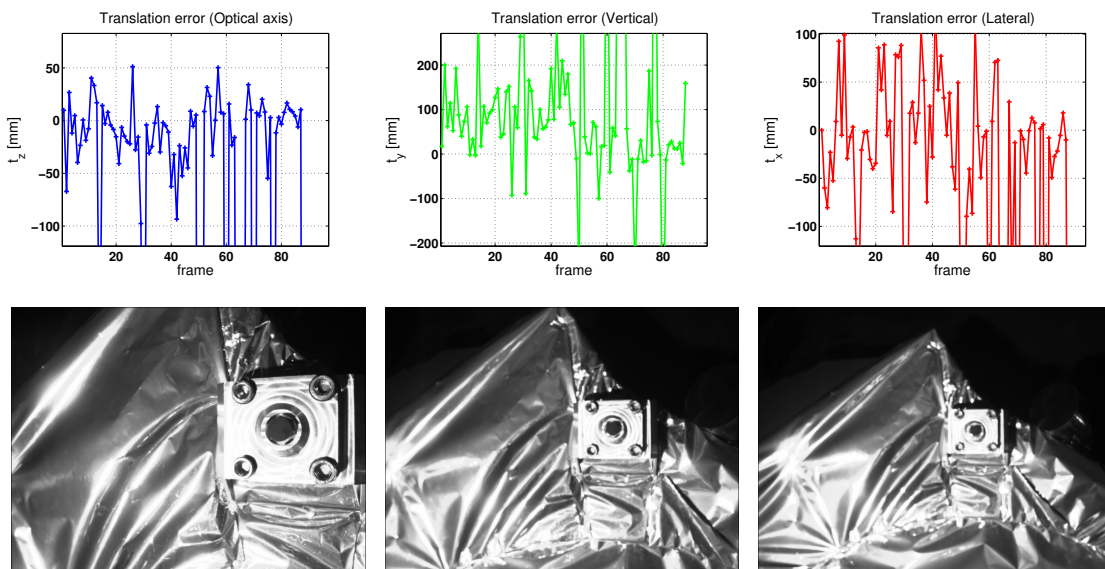 Translation error (Optical axis)
50
0
−50
−100
t_z [mm]
20 40 60 80
frame
Translation error (Vertical)
200
100
0
−100
−200
t_y [mm]
20 40 60 80
frame
Translation error (Lateral)
100
50
0
−50
−100
t_x [mm]
20 40 60 80
frame